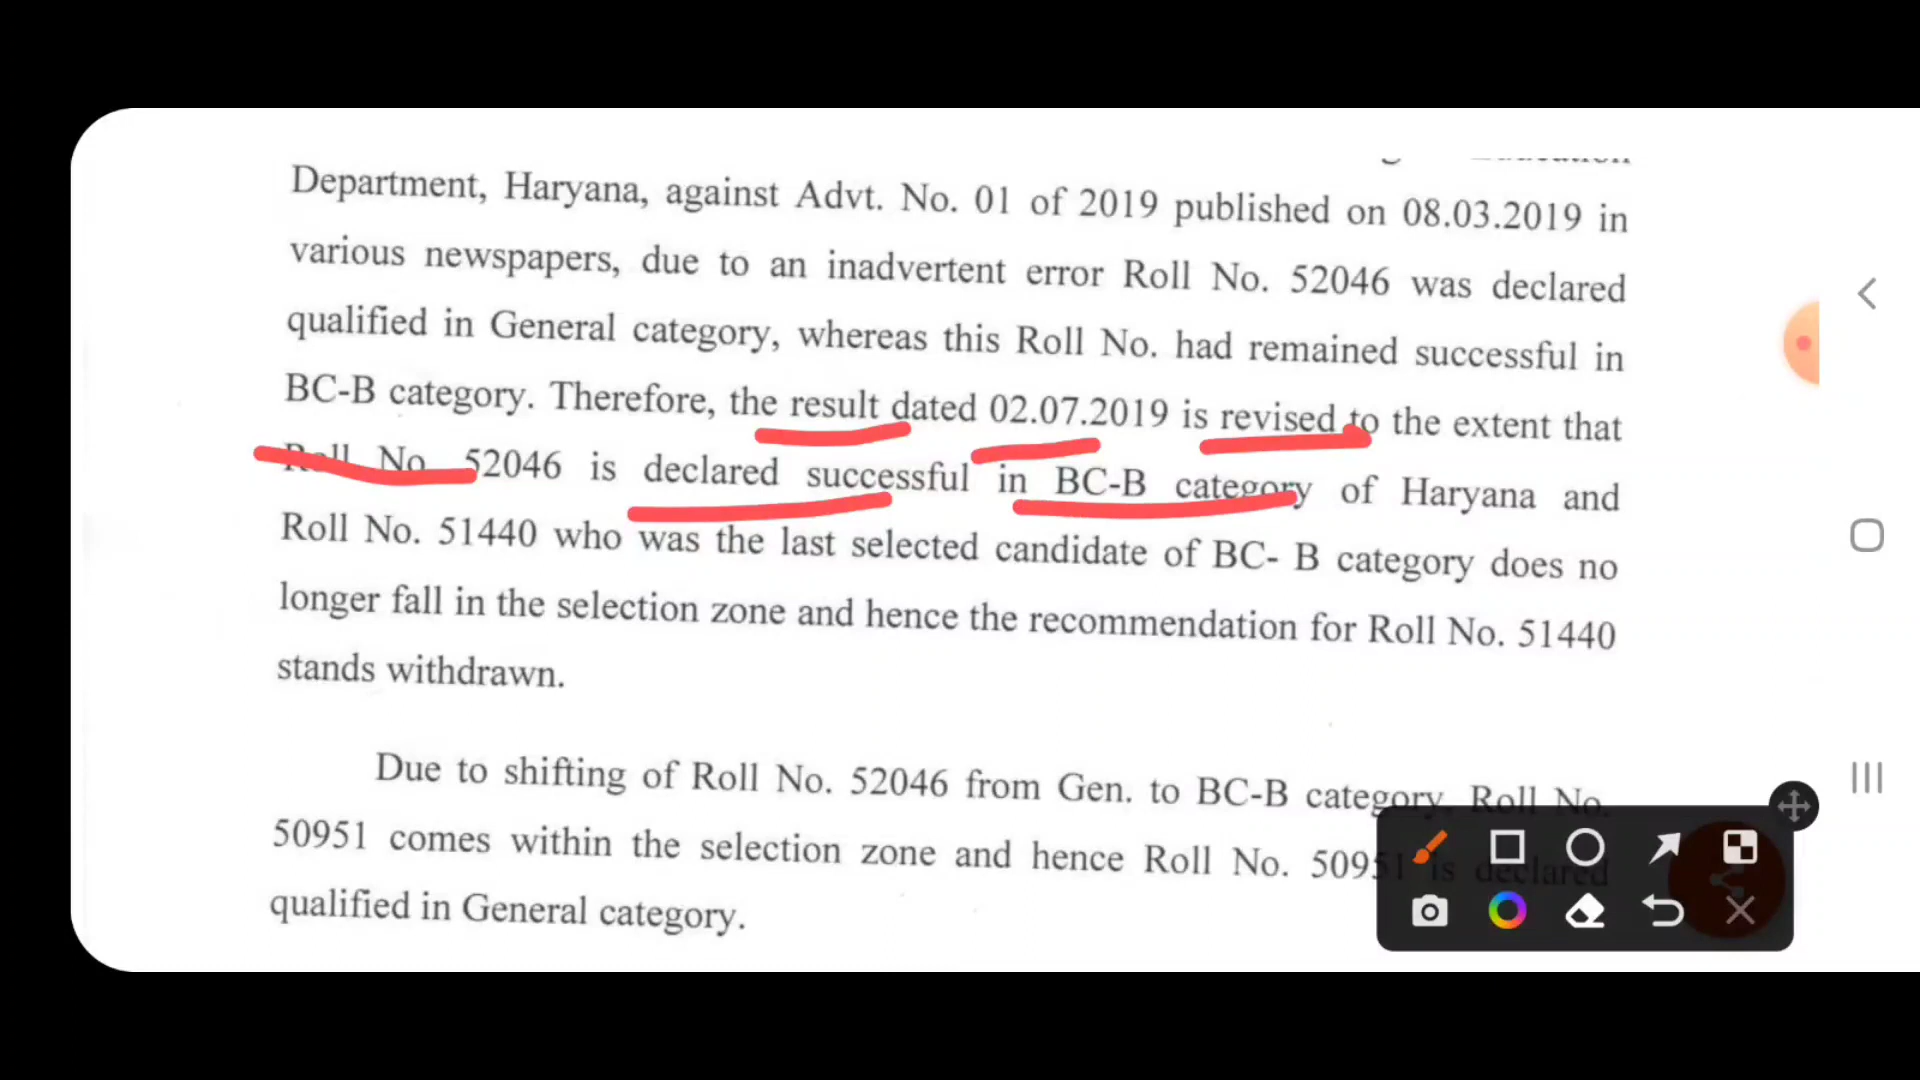 Department, Haryana, against Advt. No. 01 of 2019 published on 08.03.2019 in
various newspapers, due to an inadvertent error Roll No. 52046 was declared
qualified in General category, whereas this Roll No. had remained successful in
BC-B category. Therefore, the result dated 02.07.2019 is revised to the extent that
Roll No. 52046 is declared successful in BC-B category of Haryana and
Roll No. 51440 who was the last selected candidate of BC- B category does no
longer fall in the selection zone and hence the recommendation for Roll No. 51440
stands withdrawn.
Due to shifting of Roll No. 52046 from Gen. to BC-B category, Roll No.
50951 comes within the selection zone and hence Roll No. 50951 is declared
qualified in General category.